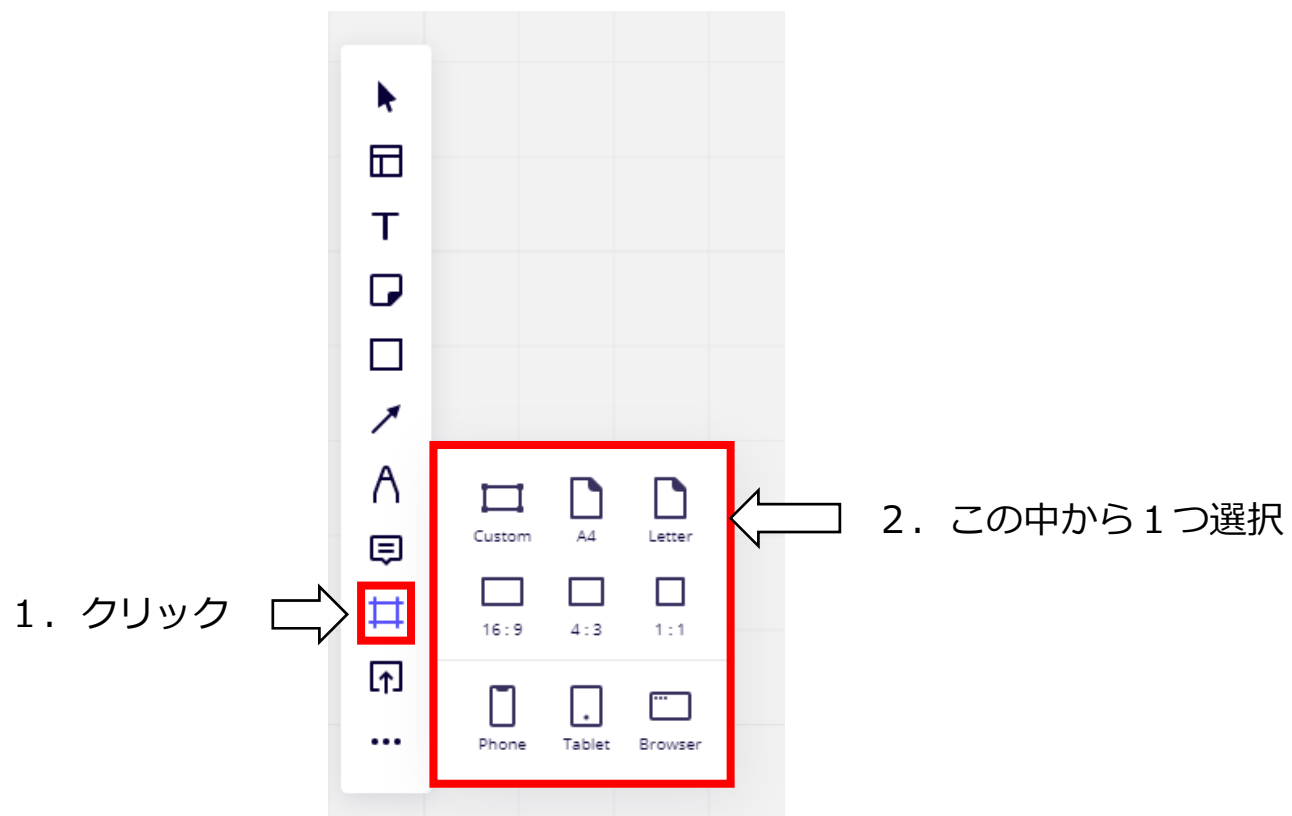 T
Custom A4 Letter
2．この中から１つ選択
1．クリック
16 : 9 4 : 3 1 : 1
Phone Tablet Browser